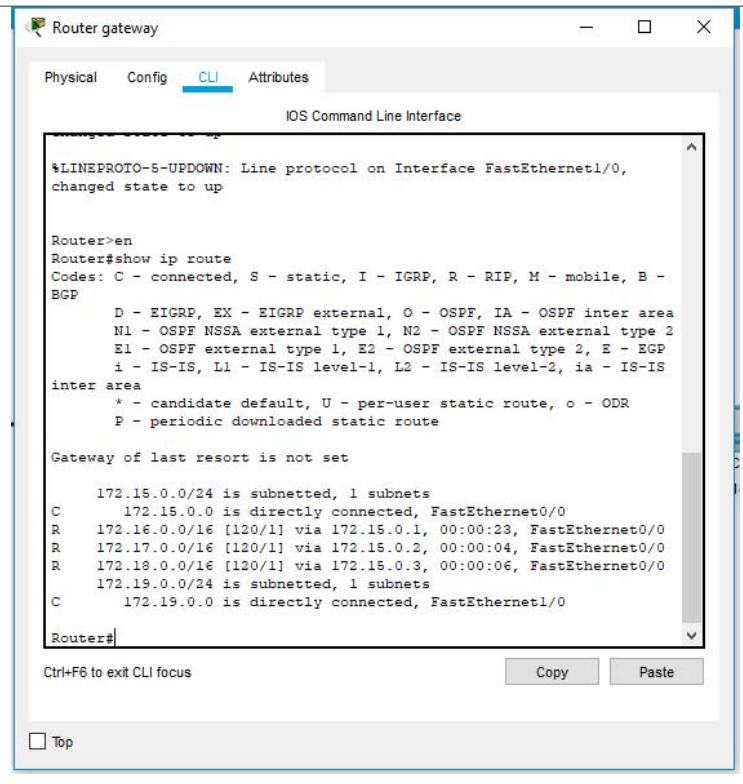 Router gateway
Physical Config CLI Attributes
IOS Command Line Interface
%LINEPROTO-5-UPDOWN: Line protocol on Interface FastEthernet1/0,
changed state to up
Router>en
Router#show ip route
Codes: C - connected, S - static, I - IGRP, R - RIP, M - mobile, B -
BGP
D - EIGRP, EX - EIGRP external, O - OSPF, IA - OSPF inter area
N1 - OSPF NSSA external type 1, N2 - OSPF NSSA external type 2
E1 - OSPF external type 1, E2 - OSPF external type 2, E - EGP
i - IS-IS, L1 - IS-IS level-1, L2 - IS-IS level-2, ia - IS-IS
inter area
* - candidate default, U - per-user static route, o - ODR
P - periodic downloaded static route
Gateway of last resort is not set
172.15.0.0/24 is subnetted, 1 subnets
C 172.15.0.0 is directly connected, FastEthernet0/0
R 172.16.0.0/16 [120/1] via 172.15.0.1, 00:00:23, FastEthernet0/0
R 172.17.0.0/16 [120/1] via 172.15.0.2, 00:00:04, FastEthernet0/0
R 172.18.0.0/16 [120/1] via 172.15.0.3, 00:00:06, FastEthernet0/0
172.19.0.0/24 is subnetted, 1 subnets
C 172.19.0.0 is directly connected, FastEthernet1/0
Router#
Ctrl+F6 to exit CLI focus Copy Paste
Top